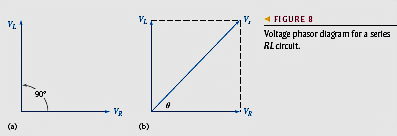 V_L
90°
V_R
(a)
V_L
V_s
θ
V_R
(b)
◄ FIGURE 8
Voltage phasor diagram for a series
RL circuit.